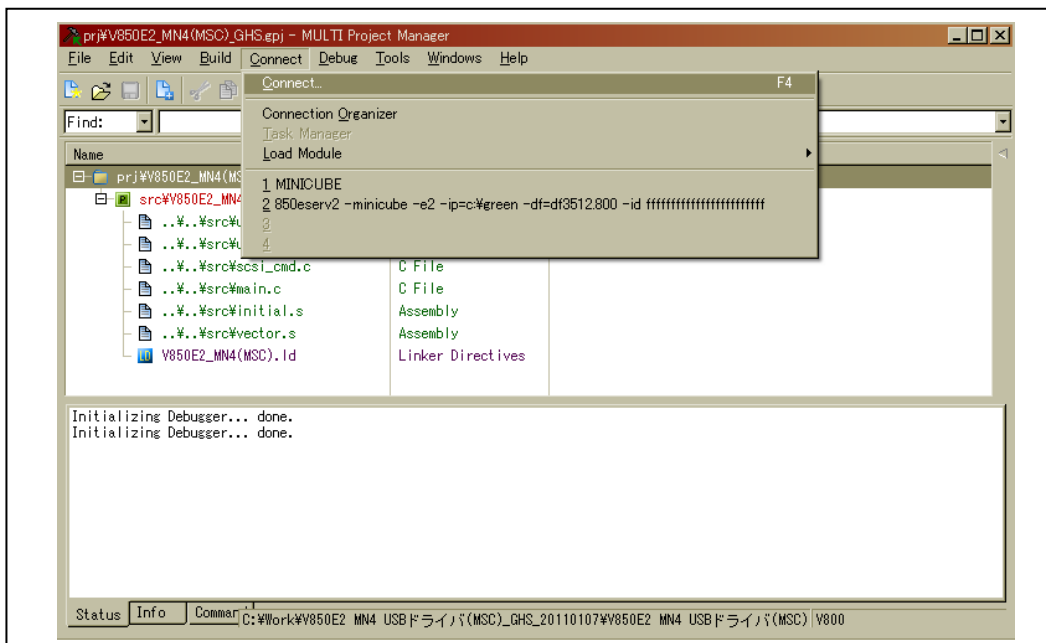 prj¥V850E2_MN4(MSC)_GHS.gpj - MULTI Project Manager
File Edit View Build Connect Debug Tools Windows Help
Connect... F4
Find:
Connection Organizer
Task Manager
Load Module
Name
prj¥V850E2_MN4(MS
1 MINICUBE
src¥V850E2_MN4
2 850eserv2 -minicube -e2 -ip=c:¥green -df=df3512.800 -id ffffffffffffffffffffffff
..¥..¥src¥u
3
..¥..¥src¥u
4
..¥..¥src¥scsi_cmd.c C File
..¥..¥src¥main.c C File
..¥..¥src¥initial.s Assembly
..¥..¥src¥vector.s Assembly
V850E2_MN4(MSC).ld Linker Directives
Initializing Debugger... done.
Initializing Debugger... done.
Status Info Comman
C:¥Work¥V850E2 MN4 USBドライバ(MSC)_GHS_20110107¥V850E2 MN4 USBドライバ(MSC) V800